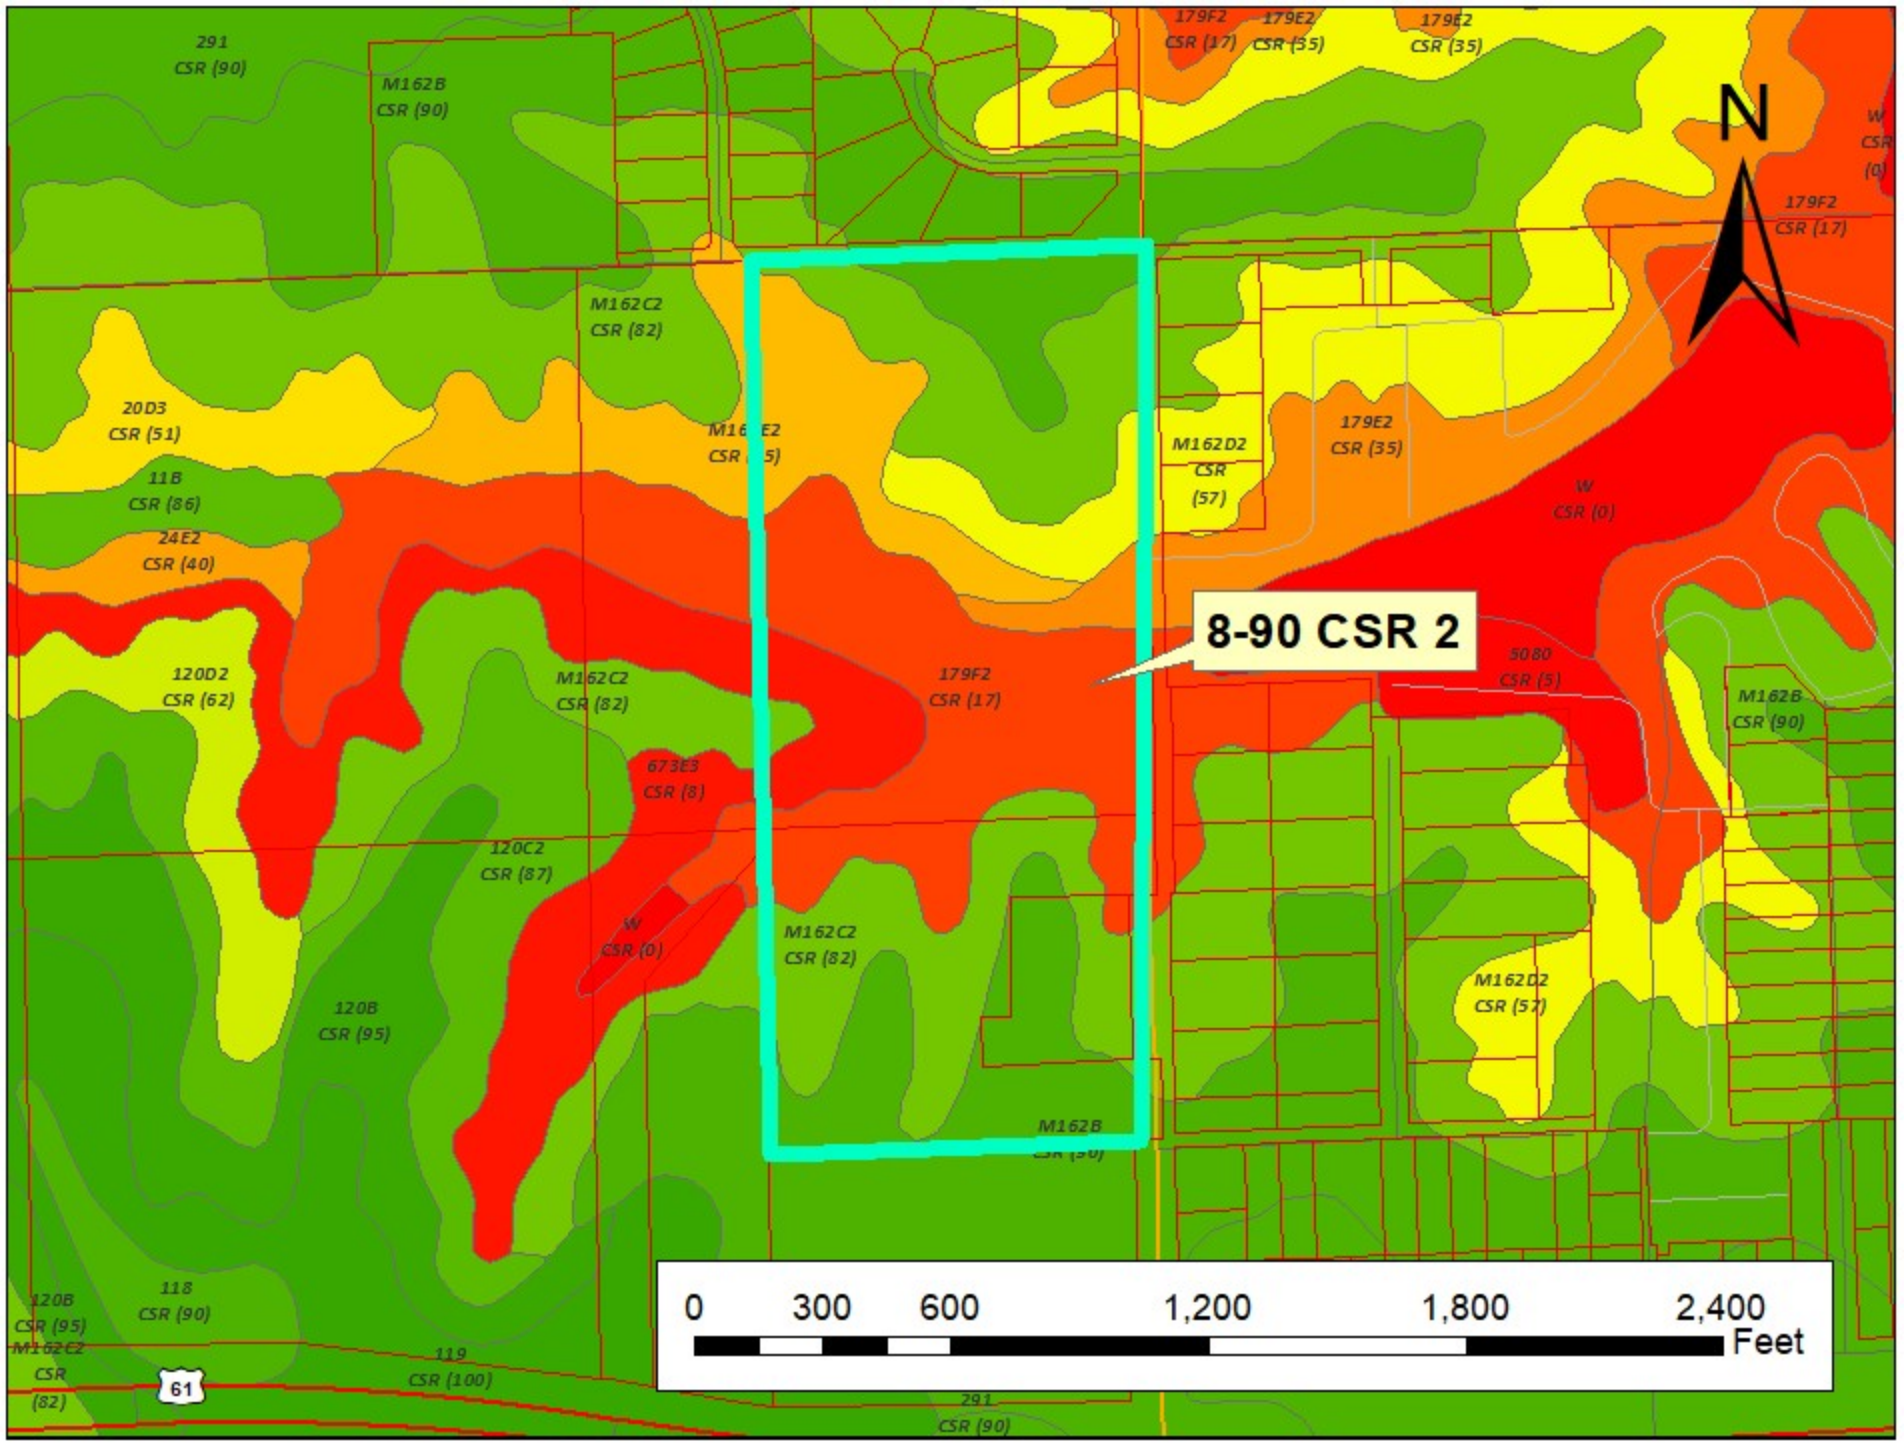 291
CSR (90)
M162B
CSR (90)
179F2
CSR (17)
179E2
CSR (35)
179E2
CSR (35)
N
W
CSR
(0)
179F2
CSR (17)
M162C2
CSR (82)
20D3
CSR (51)
M16 E2
CSR 5)
M162D2
CSR
(57)
179E2
CSR (35)
11B
CSR (86)
W
CSR (0)
24E2
CSR (40)
8-90 CSR 2
120D2
CSR (62)
M162C2
CSR (82)
179F2
CSR (17)
5080
CSR (5)
M162B
CSR (90)
673E3
CSR (8)
120C2
CSR (87)
W
CSR (0)
M162C2
CSR (82)
M162D2
CSR (57)
120B
CSR (95)
M162B
CSR (90)
118
CSR (90)
120B
CSR (95)
M162C2
CSR
(82)
61
119
CSR (100)
0 300 600 1,200 1,800 2,400
Feet
291
CSR (90)